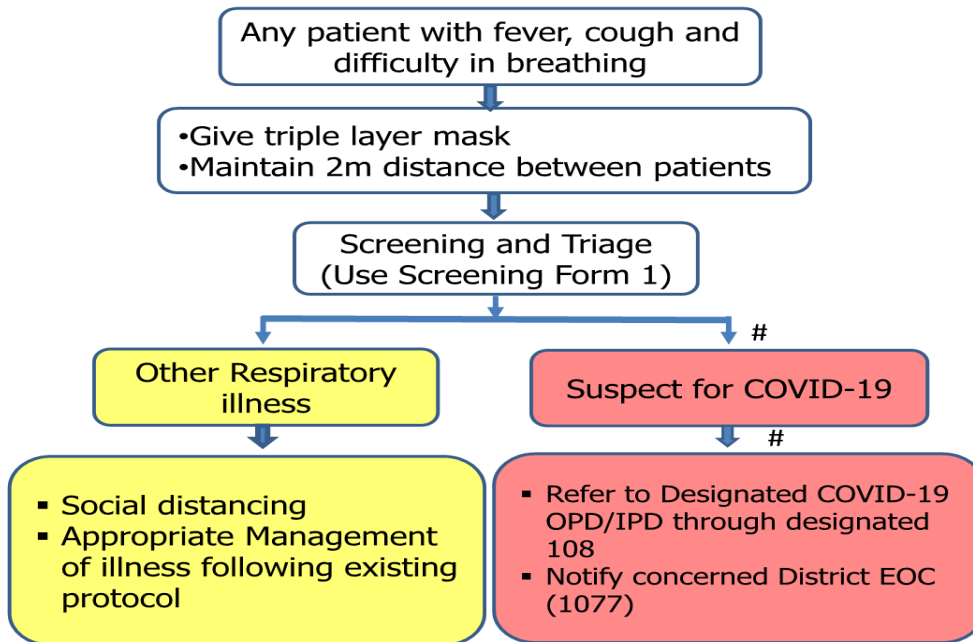 Any patient with fever, cough and
difficulty in breathing
•Give triple layer mask
•Maintain 2m distance between patients
Screening and Triage
(Use Screening Form 1)
#
Other Respiratory
illness
Suspect for COVID-19
#
▪ Social distancing
▪ Appropriate Management
of illness following existing
protocol
▪ Refer to Designated COVID-19
OPD/IPD through designated
108
▪ Notify concerned District EOC
(1077)